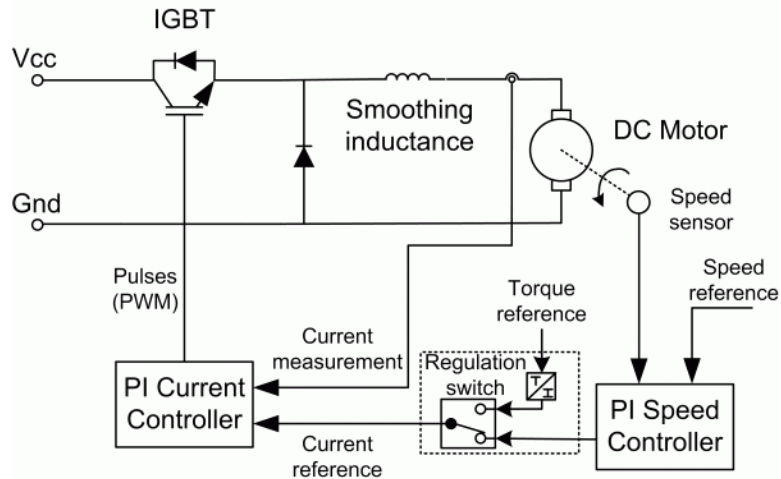 IGBT
Vcc
Smoothing
inductance
DC Motor
Gnd
Speed
sensor
Pulses
(PWM)
Torque
reference
Speed
reference
Current
measurement
Regulation
switch
T
I
PI Current
Controller
PI Speed
Controller
Current
reference